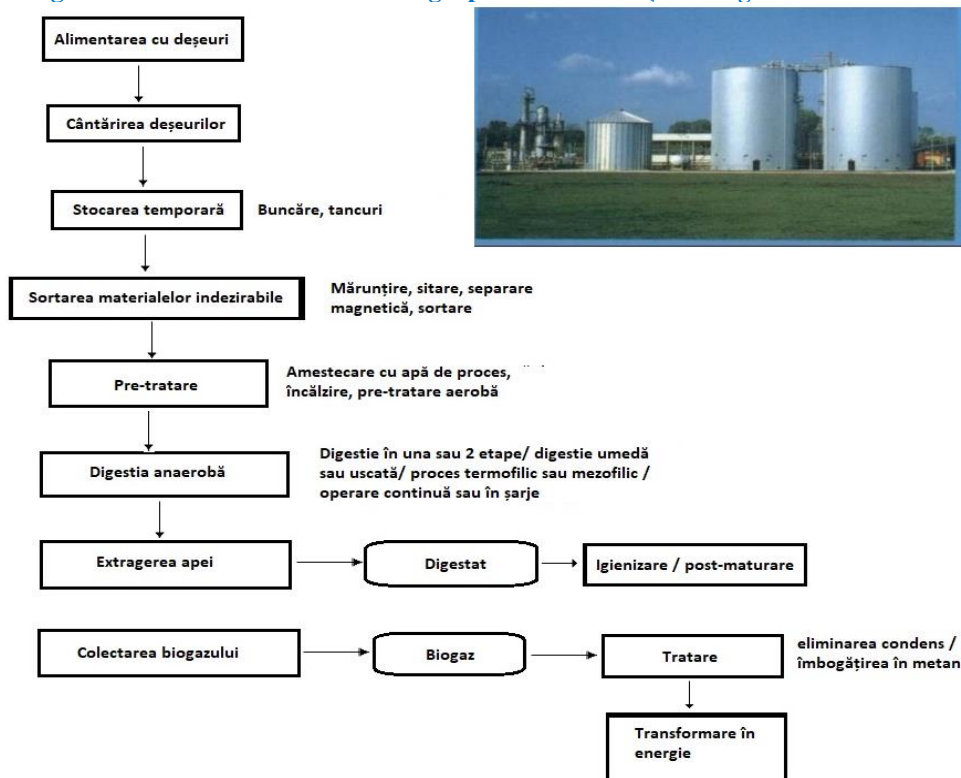 Alimentarea cu deșeuri
Cântărirea deșeurilor
Stocarea temporară
Buncăre, tancuri
Sortarea materialelor indezirabile
Mărunțire, sitare, separare
magnetică, sortare
Pre-tratare
Amestecare cu apă de proces,
încălzire, pre-tratare aerobă
Digestia anaerobă
Digestie în una sau 2 etape/ digestie umedă
sau uscată/ proces termofilic sau mezofilic /
operare continuă sau în șarje
Extragerea apei
Digestat
Igienizare / post-maturare
Colectarea biogazului
Biogaz
Tratare
eliminarea condens /
îmbogățirea în metan
Transformare în
energie